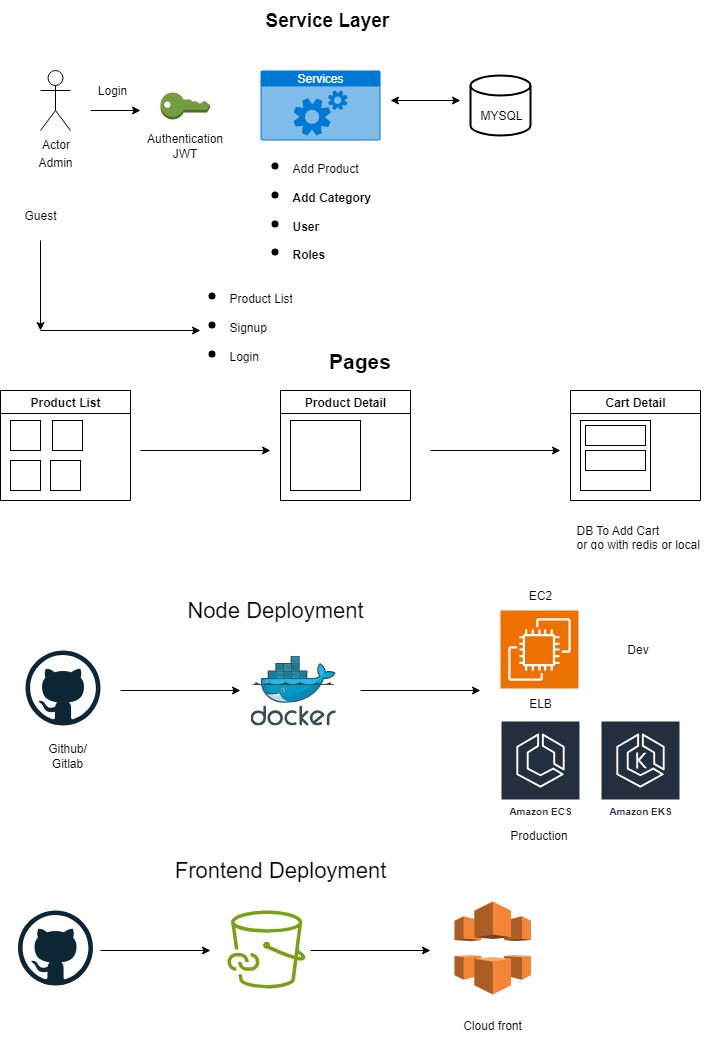 Service Layer
Services
Login
MYSQL
Authentication
JWT
Actor
Admin
Add Product
Add Category
User
Roles
Guest
Product List
Signup
Login
Pages
Product List
Product Detail
Cart Detail
DB To Add Cart
or go with redis or local
Node Deployment
EC2
Dev
ELB
docker
Github/
Gitlab
K
Amazon ECS
Amazon EKS
Production
Frontend Deployment
Cloud front